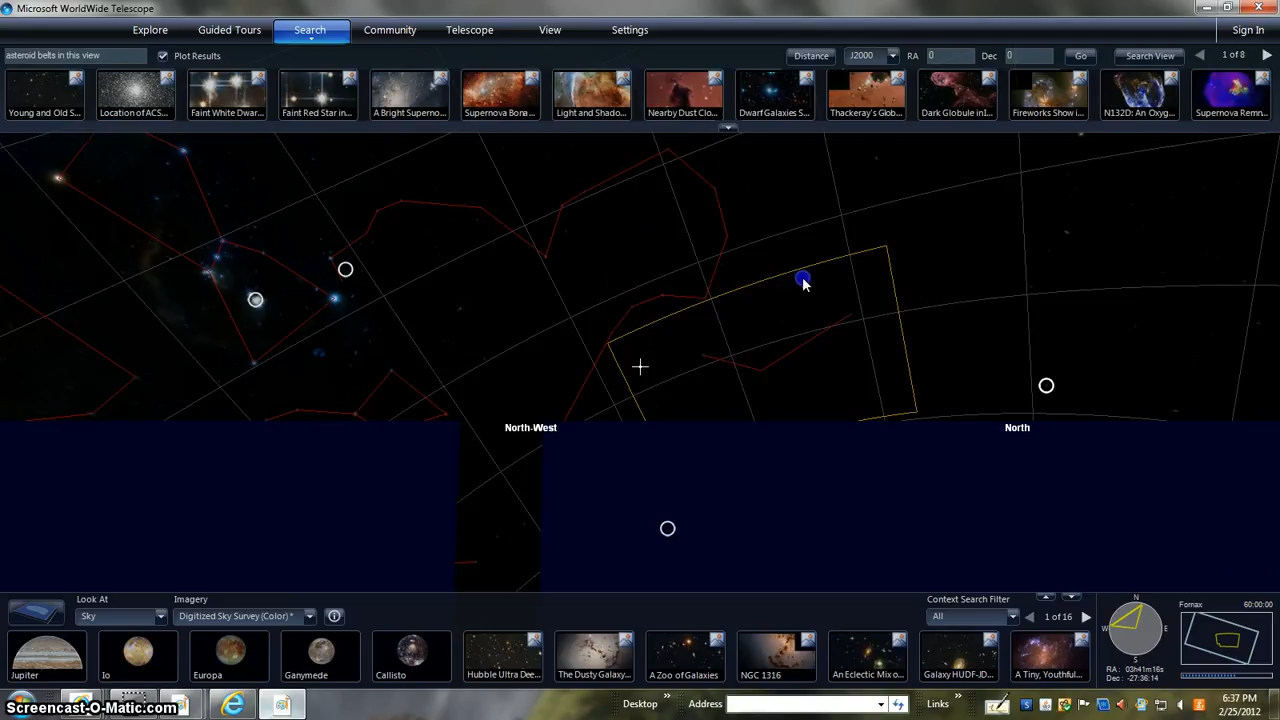 Microsoft WorldWide Telescope
Explore Guided Tours Search Community Telescope View Settings Sign In
asteroid belts in this view Plot Results Distance J2000 RA 0 Dec 0 Go Search View 1 of 8
Young and Old S... Location of ACS... Faint White Dwar... Faint Red Star in... A Bright Superno... Supernova Bona... Light and Shado... Nearby Dust Clo... Dwarf Galaxies S... Thackeray's Glob... Dark Globule in I... Fireworks Show i... N132D: An Oxyg... Supernova Remn...
North-West North
Look At Imagery Context Search Filter
Sky Digitized Sky Survey (Color) * All 1 of 16
Jupiter Io Europa Ganymede Callisto Hubble Ultra Dee... The Dusty Galaxy... A Zoo of Galaxies NGC 1316 An Eclectic Mix o... Galaxy HUDF-JD... A Tiny, Youthful...
N
W E
S
RA : 03h41m16s
Dec : -27:36:14
Fornax 60:00:00
Screencast-O-Matic.com
Desktop » Address Links »
6:37 PM
2/25/2012